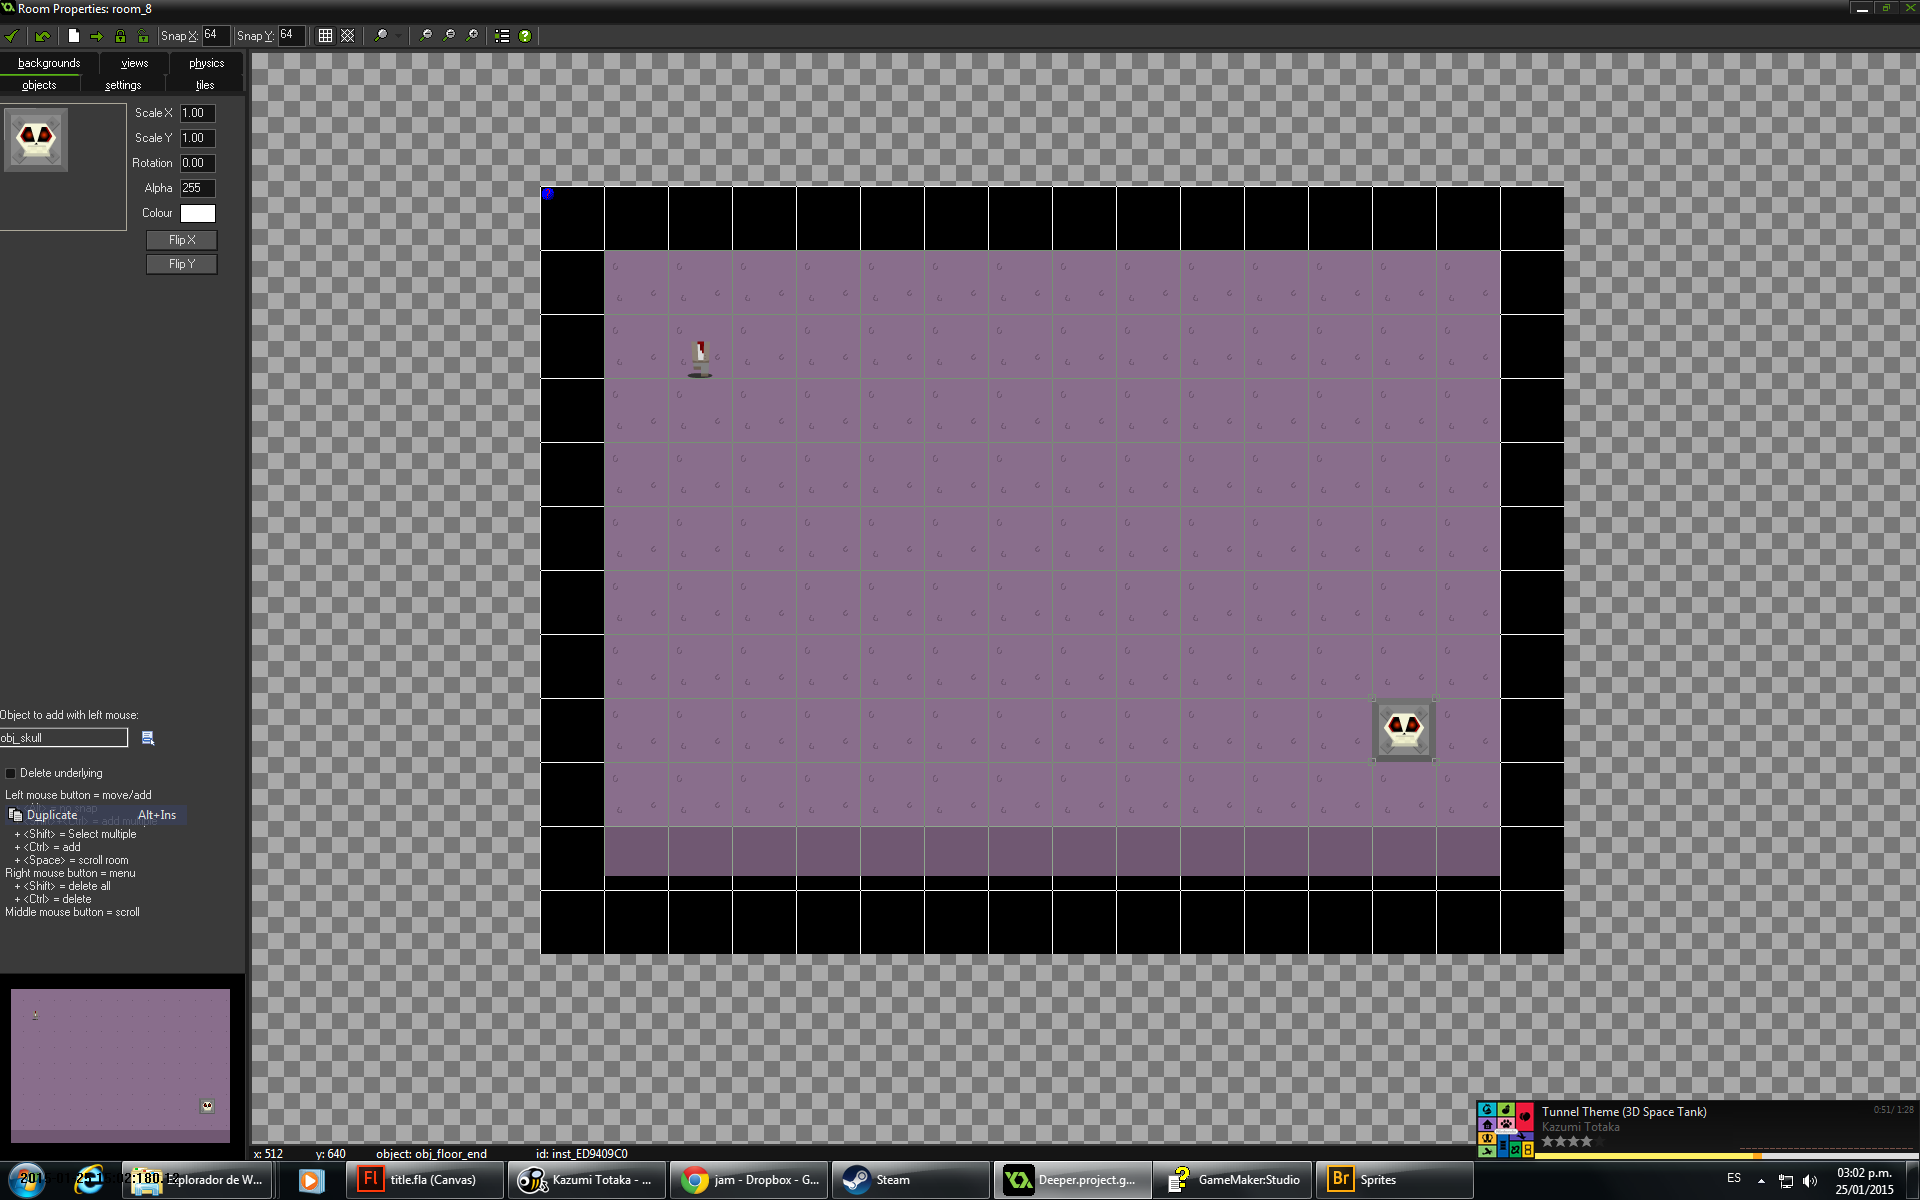 Room Properties: room_8
Snap X: 64 Snap Y: 64
backgrounds views physics
objects settings tiles
Scale X 1.00
Scale Y 1.00
Rotation 0.00
Alpha 255
Colour
Flip X
Flip Y
Object to add with left mouse:
obj_skull
Delete underlying
Left mouse button = move/add
Duplicate Alt+Ins
+ <Shift> = Select multiple
+ <Ctrl> = add
+ <Space> = scroll room
Right mouse button = menu
+ <Shift> = delete all
+ <Ctrl> = delete
Middle mouse button = scroll
Tunnel Theme (3D Space Tank) 0:51/ 1:28
Kazumi Totaka
x: 512 y: 640 object: obj_floor_end id: inst_ED9409C0
Explorador de W...
title.fla (Canvas)
Kazumi Totaka - ...
jam - Dropbox - G...
Steam
Deeper.project.g...
GameMaker:Studio
Sprites
ES
03:02 p.m.
25/01/2015